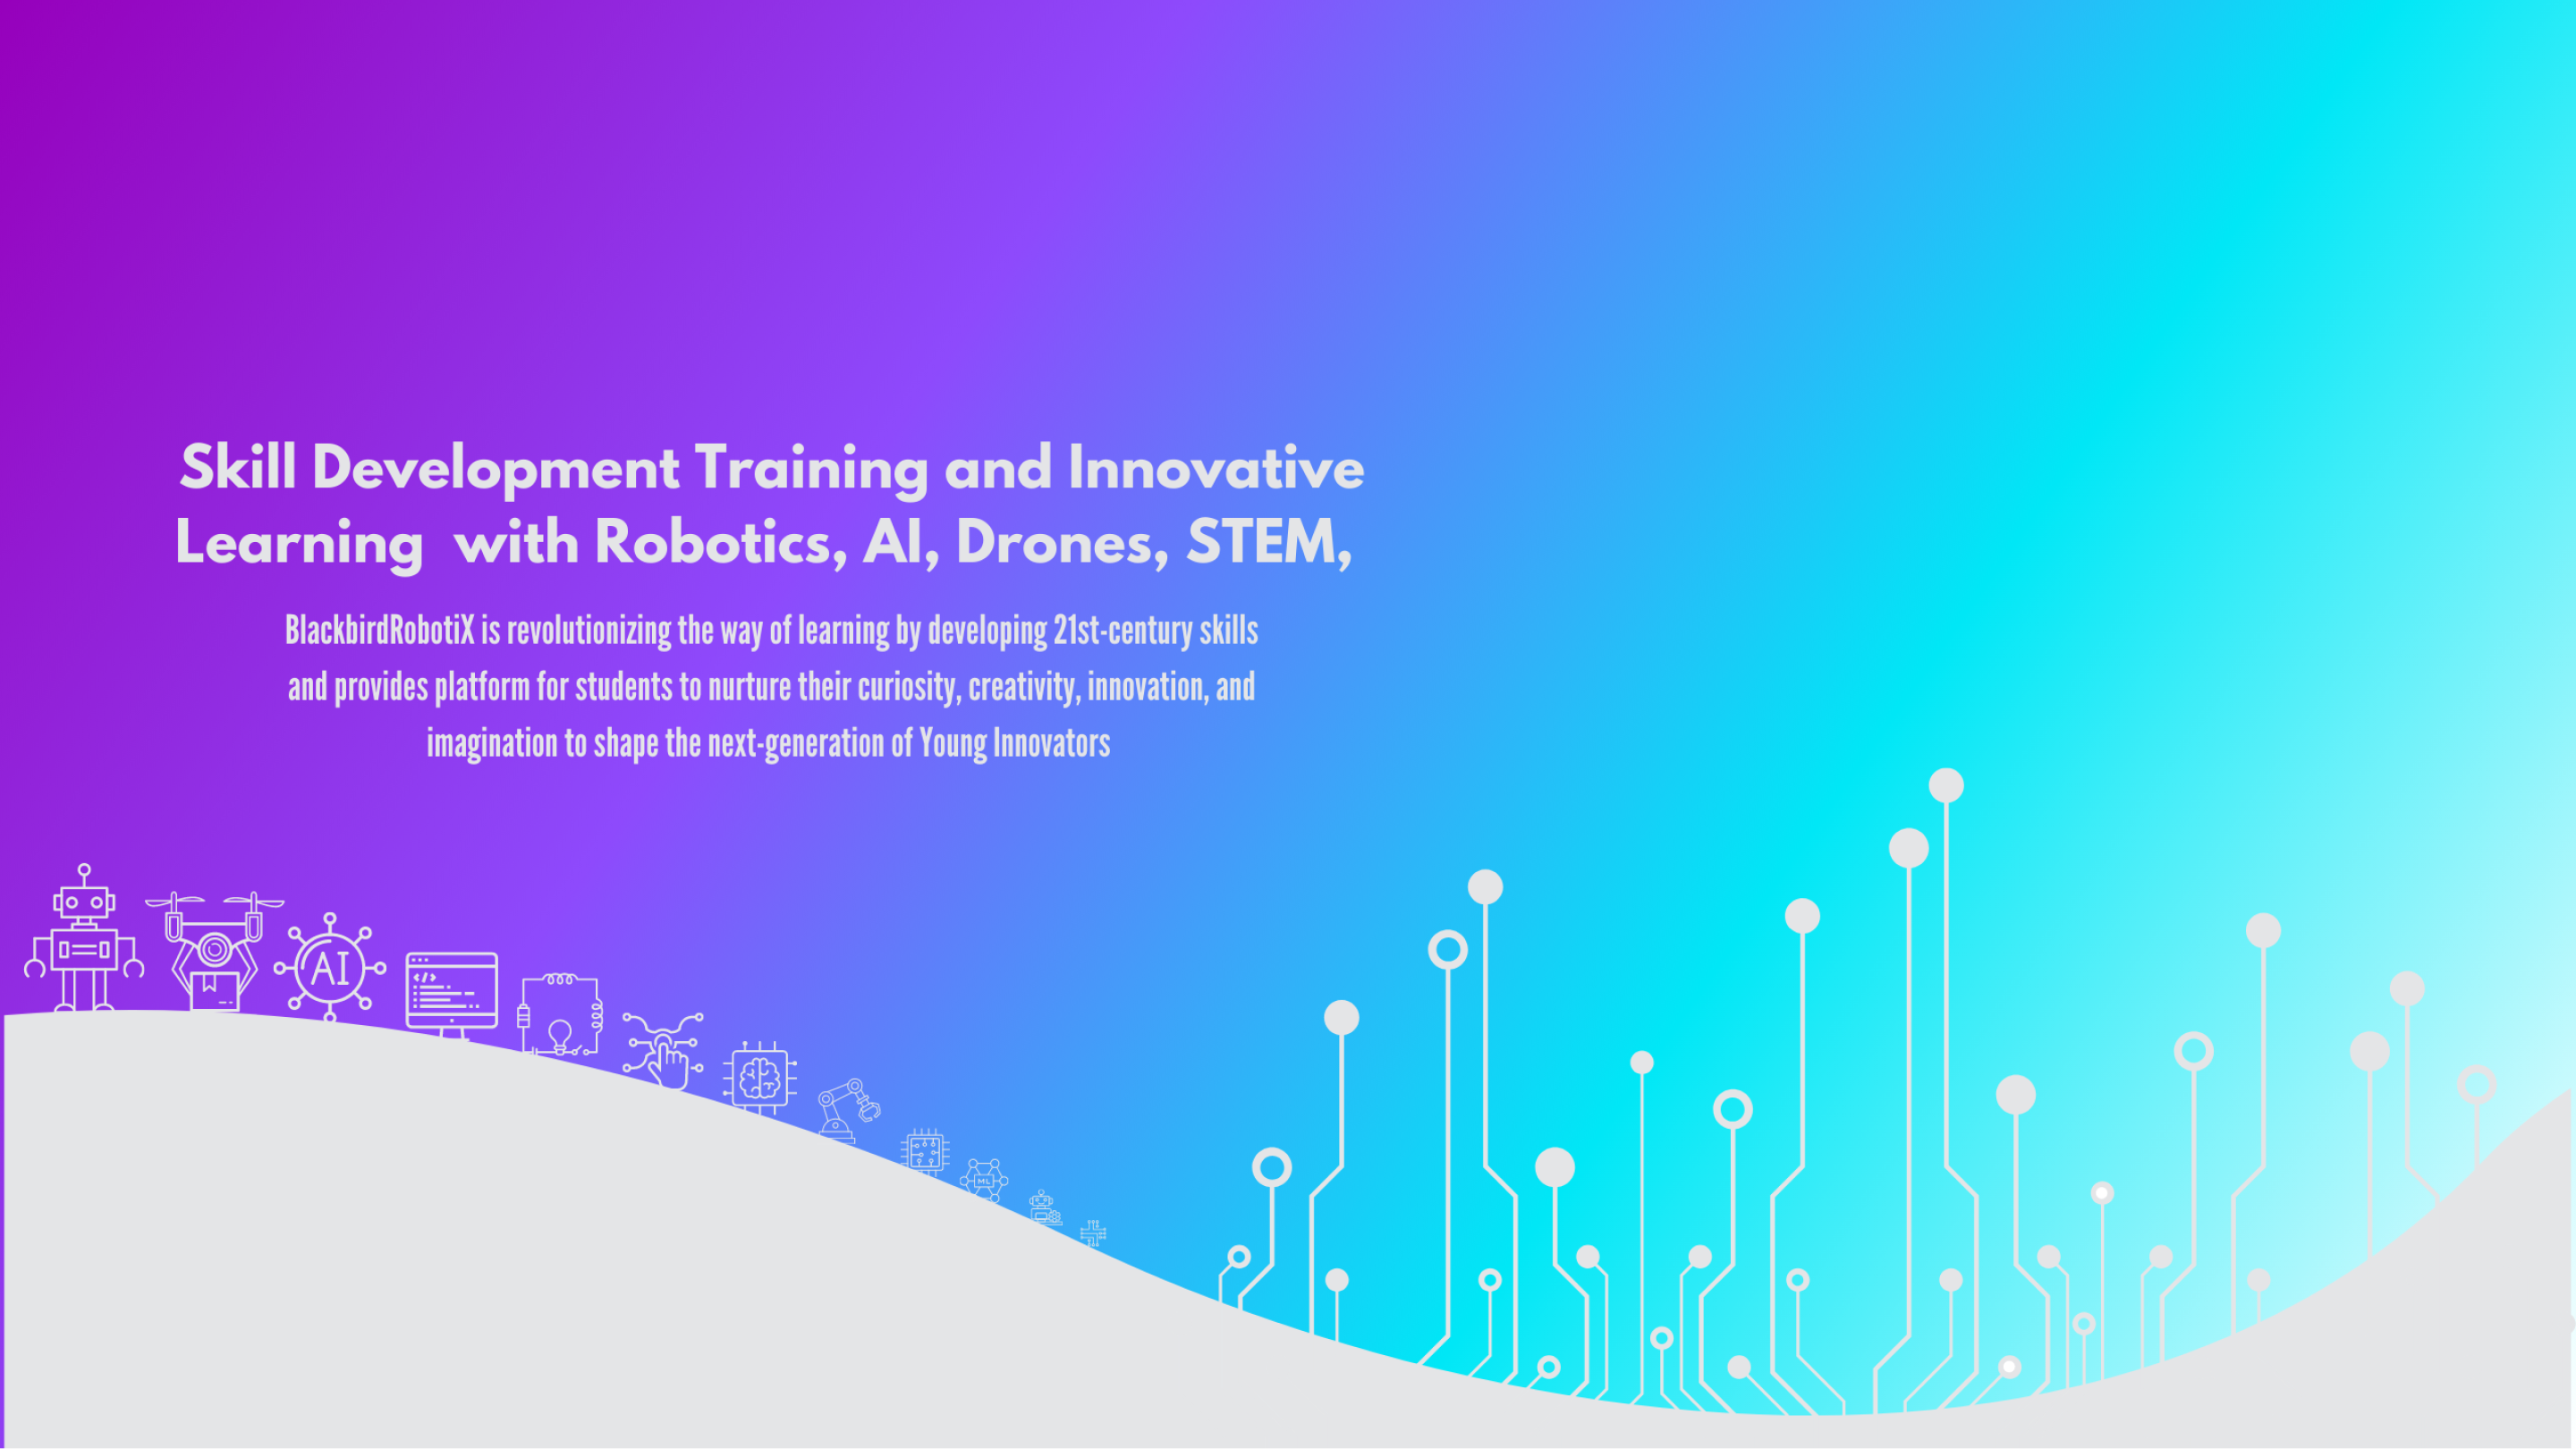 Skill Development Training and Innovative
Learning  with Robotics, AI, Drones, STEM,
BlackbirdRobotiX is revolutionizing the way of learning by developing 21st-century skills
and provides platform for students to nurture their curiosity, creativity, innovation, and
imagination to shape the next-generation of Young Innovators
AI
</>
ML